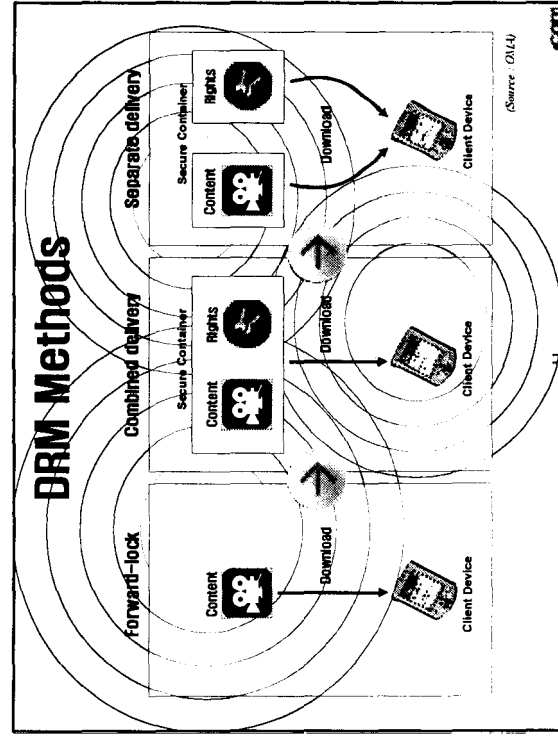 DRM Methods
Forward-lock
Content
Download
Client Device
Combined delivery
Secure Container
Content
Rights
Download
Client Device
Separate delivery
Secure Container
Content
Rights
Download
Client Device
(Source : OMA)